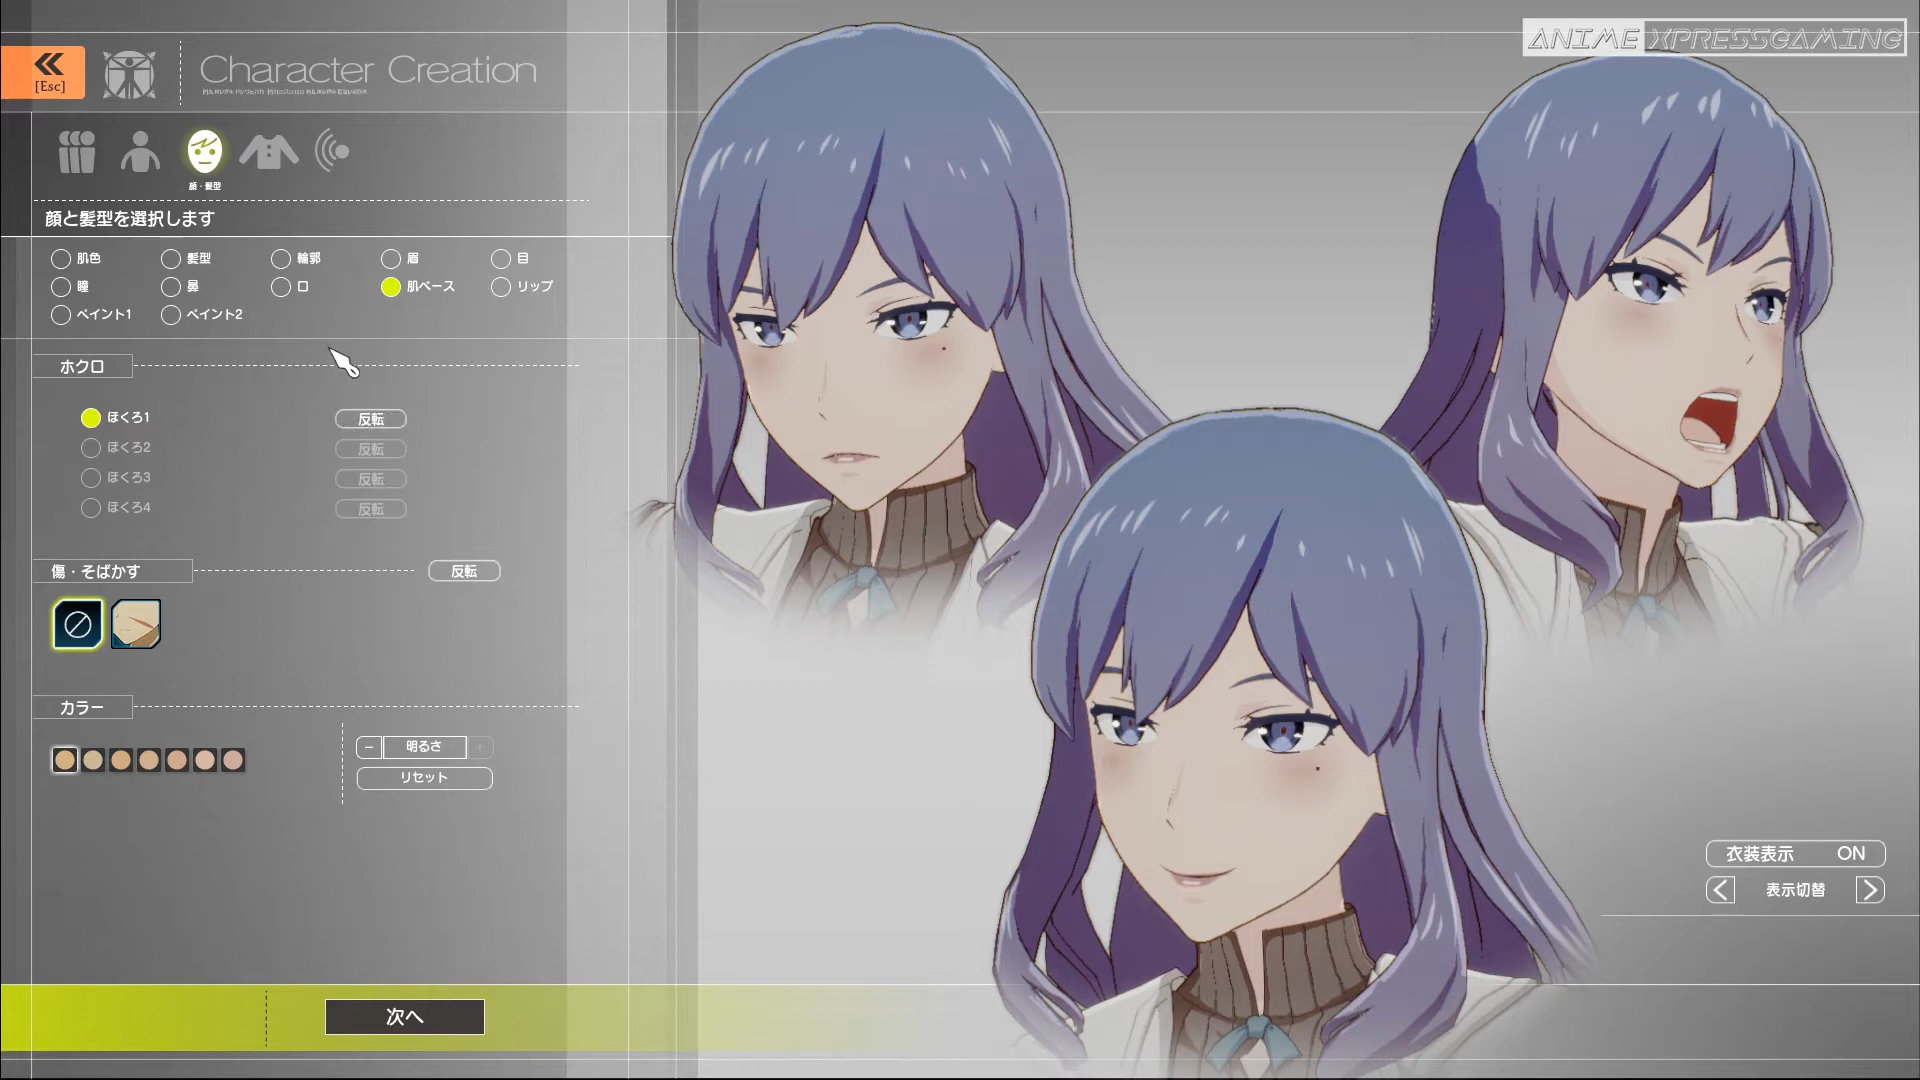 [Esc]
Character Creation
ANIME XPRESSGAMING
顔・髪型
顔と髪型を選択します
肌色 髪型 輪郭 眉 目
瞳 鼻 口 肌ベース リップ
ペイント1 ペイント2
ホクロ
ほくろ1 反転
ほくろ2 反転
ほくろ3 反転
ほくろ4 反転
傷・そばかす 反転
カラー
− 明るさ +
リセット
衣装表示 ON
< 表示切替 >
次へ